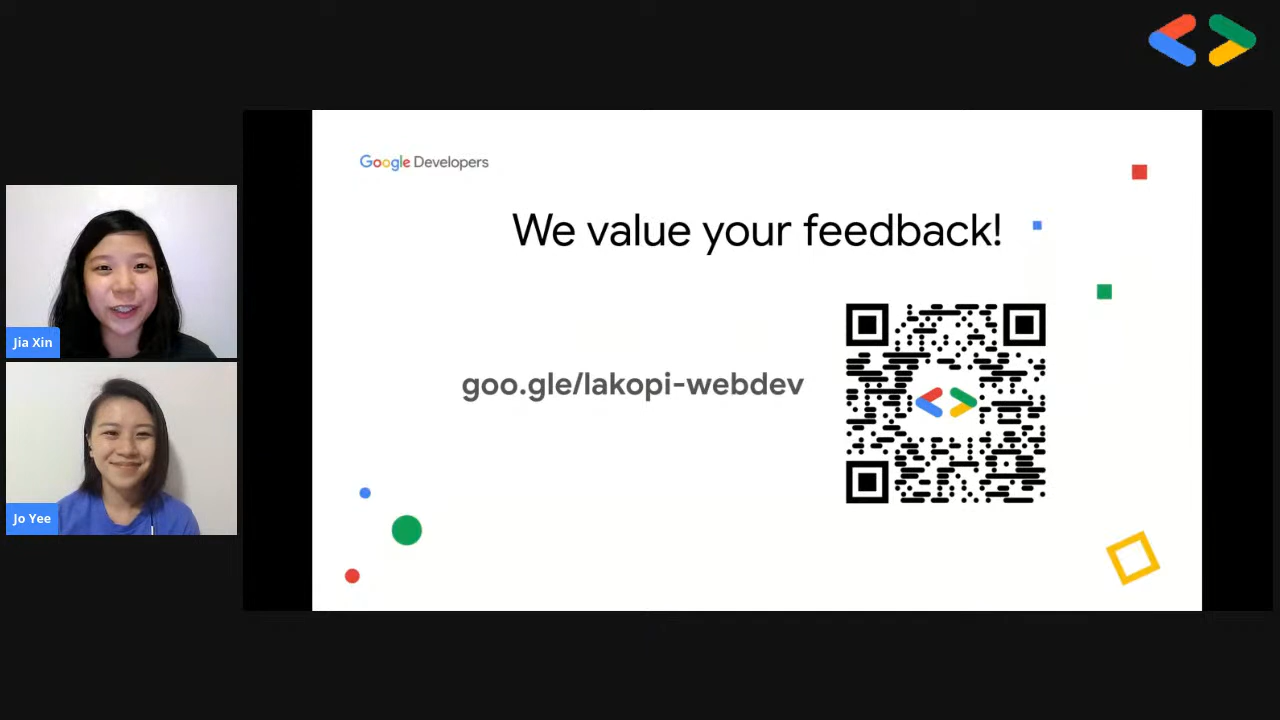 Google Developers
We value your feedback!
goo.gle/lakopi-webdev
Jia Xin
Jo Yee